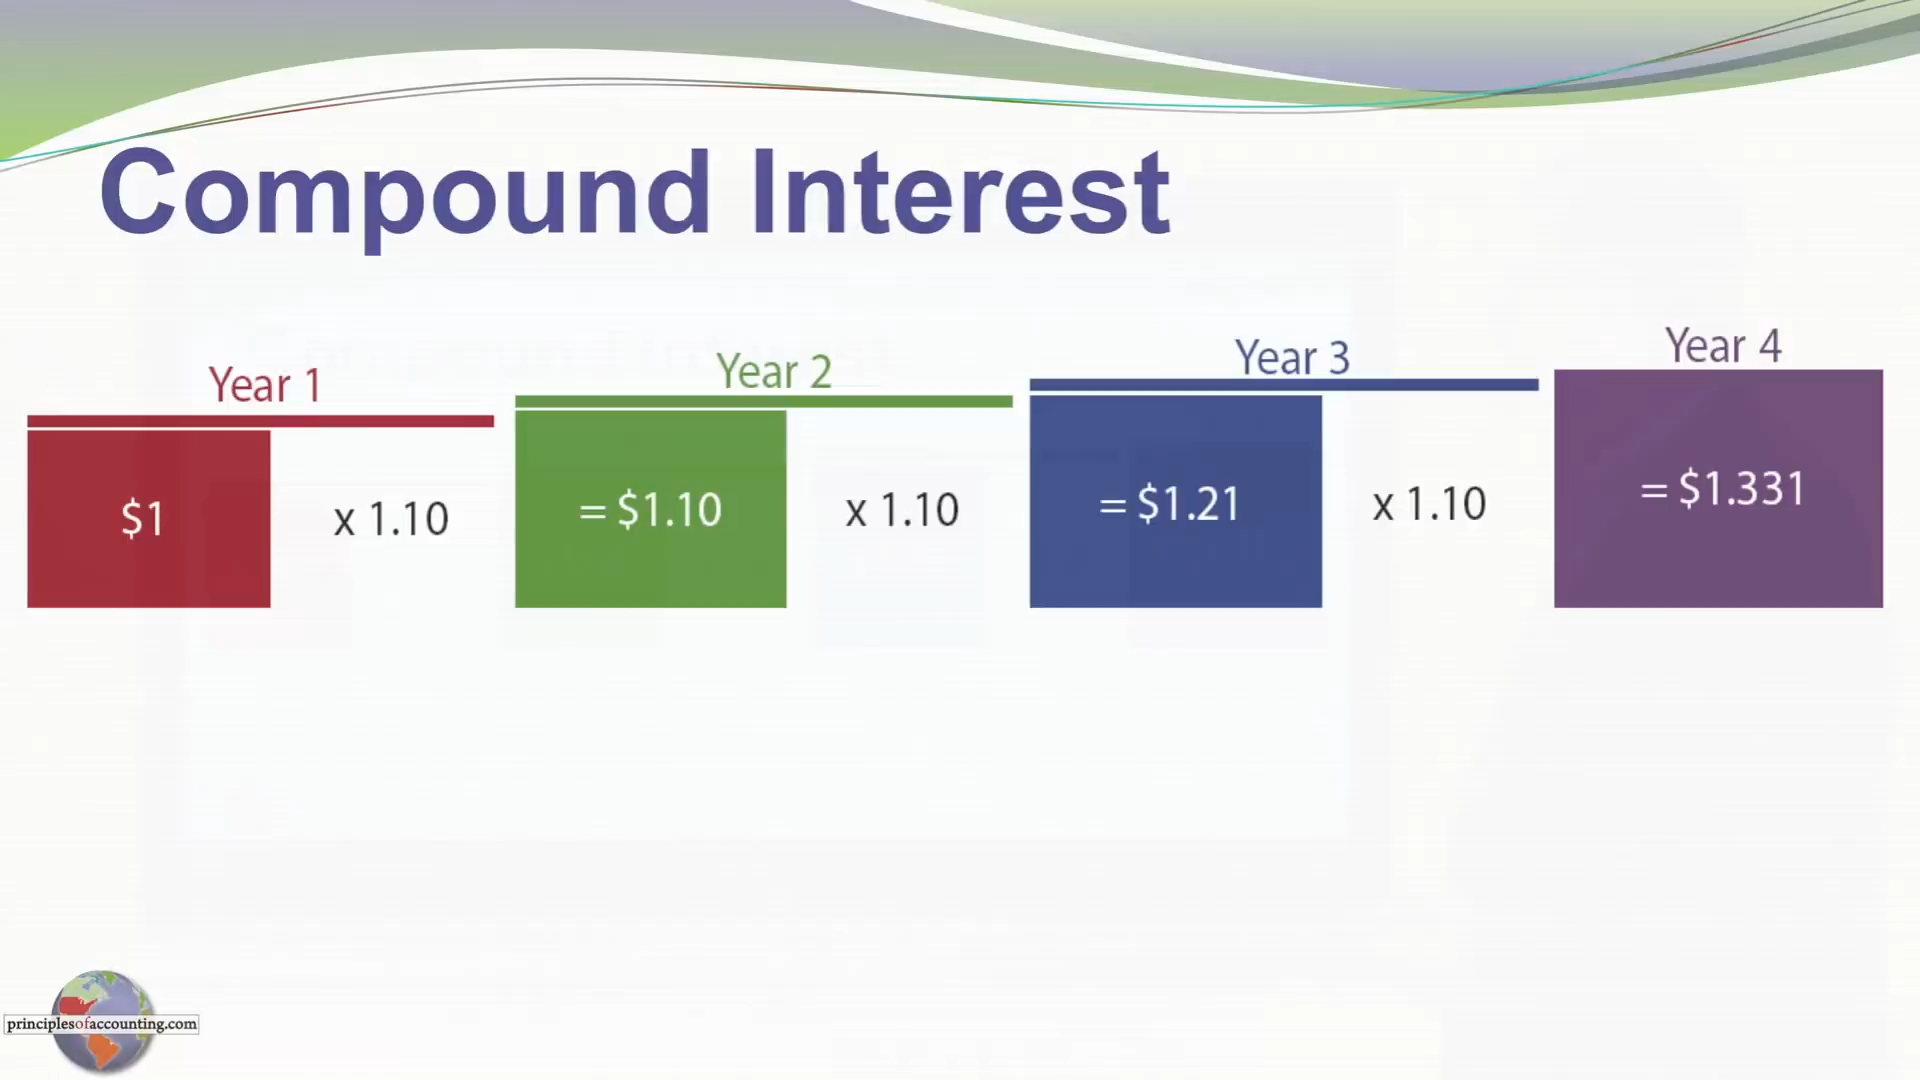 Compound Interest
Year 1
Year 2
Year 3
Year 4
$1
x 1.10
= $1.10
x 1.10
= $1.21
x 1.10
= $1.331
principlesofaccounting.com